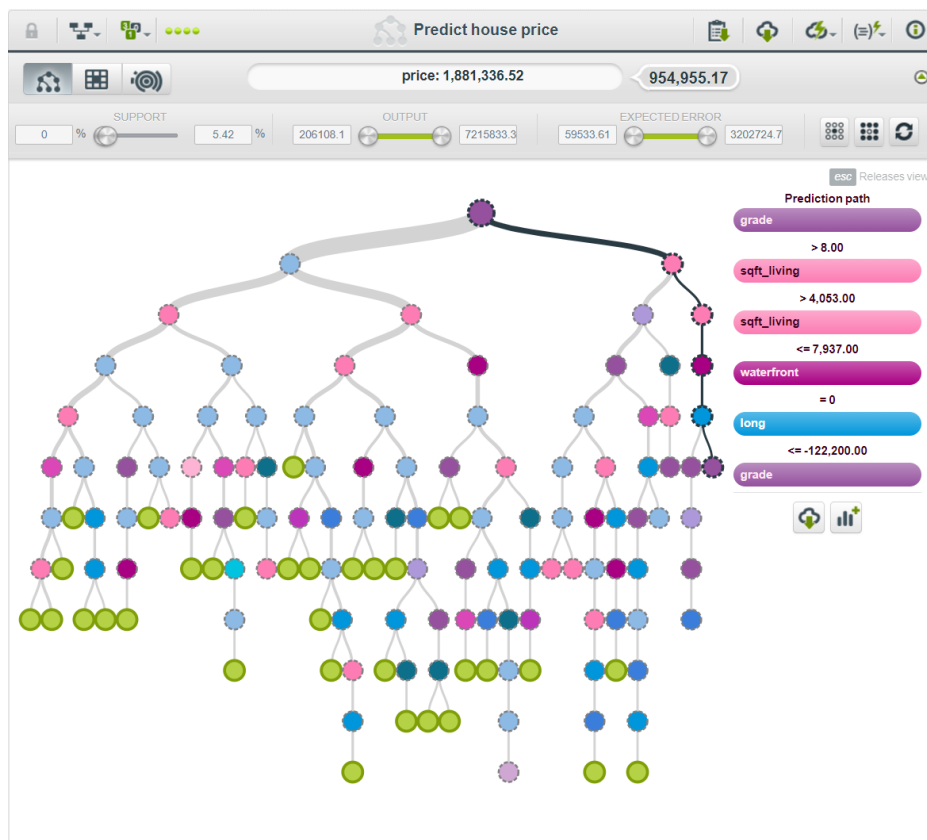 Predict house price
price: 1,881,336.52
954,955.17
SUPPORT
0 %
5.42 %
OUTPUT
206108.1
7215833.3
EXPECTED ERROR
59533.61
3202724.7
esc Releases view
Prediction path
grade
> 8.00
sqft_living
> 4,053.00
sqft_living
<= 7,937.00
waterfront
= 0
long
<= -122,200.00
grade